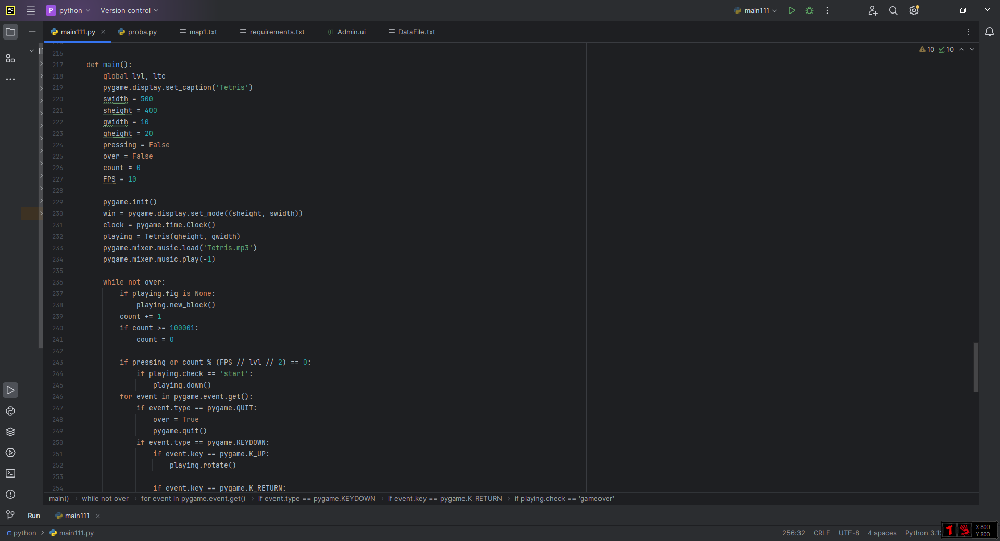 PC P python Version control main111
main111.py proba.py map1.txt requirements.txt QT Admin.ui DataFile.txt
10 10
216
217 def main():
218     global lvl, ltc
219     pygame.display.set_caption('Tetris')
220     swidth = 500
221     sheight = 400
222     gwidth = 10
223     gheight = 20
224     pressing = False
225     over = False
226     count = 0
227     FPS = 10
228
229     pygame.init()
230     win = pygame.display.set_mode((sheight, swidth))
231     clock = pygame.time.Clock()
232     playing = Tetris(gheight, gwidth)
233     pygame.mixer.music.load('Tetris.mp3')
234     pygame.mixer.music.play(-1)
235
236     while not over:
237         if playing.fig is None:
238             playing.new_block()
239         count += 1
240         if count >= 100001:
241             count = 0
242
243         if pressing or count % (FPS // lvl // 2) == 0:
244             if playing.check == 'start':
245                 playing.down()
246         for event in pygame.event.get():
247             if event.type == pygame.QUIT:
248                 over = True
249                 pygame.quit()
250             if event.type == pygame.KEYDOWN:
251                 if event.key == pygame.K_UP:
252                     playing.rotate()
253
254                 if event.key == pygame.K_RETURN:
main() › while not over › for event in pygame.event.get() › if event.type == pygame.KEYDOWN › if event.key == pygame.K_RETURN › if playing.check == 'gameover'
Run main111
python › main111.py 256:32 CRLF UTF-8 4 spaces Python
X 800
Y 800